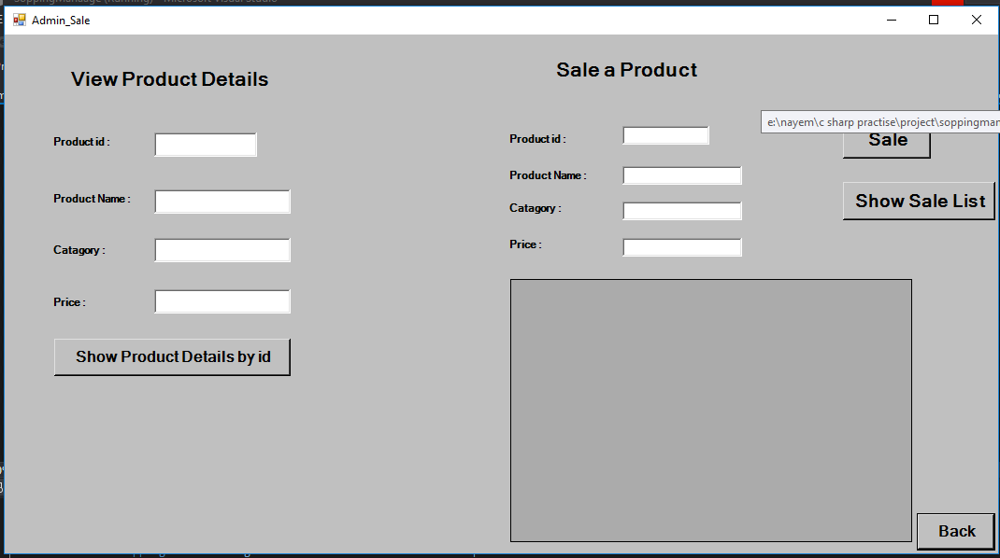 Admin_Sale
View Product Details
Product id :
Product Name :
Catagory :
Price :
Show Product Details by id
Sale a Product
Product id :
Product Name :
Catagory :
Price :
e:\nayem\c sharp practise\project\soppingman
Sale
Show Sale List
Back